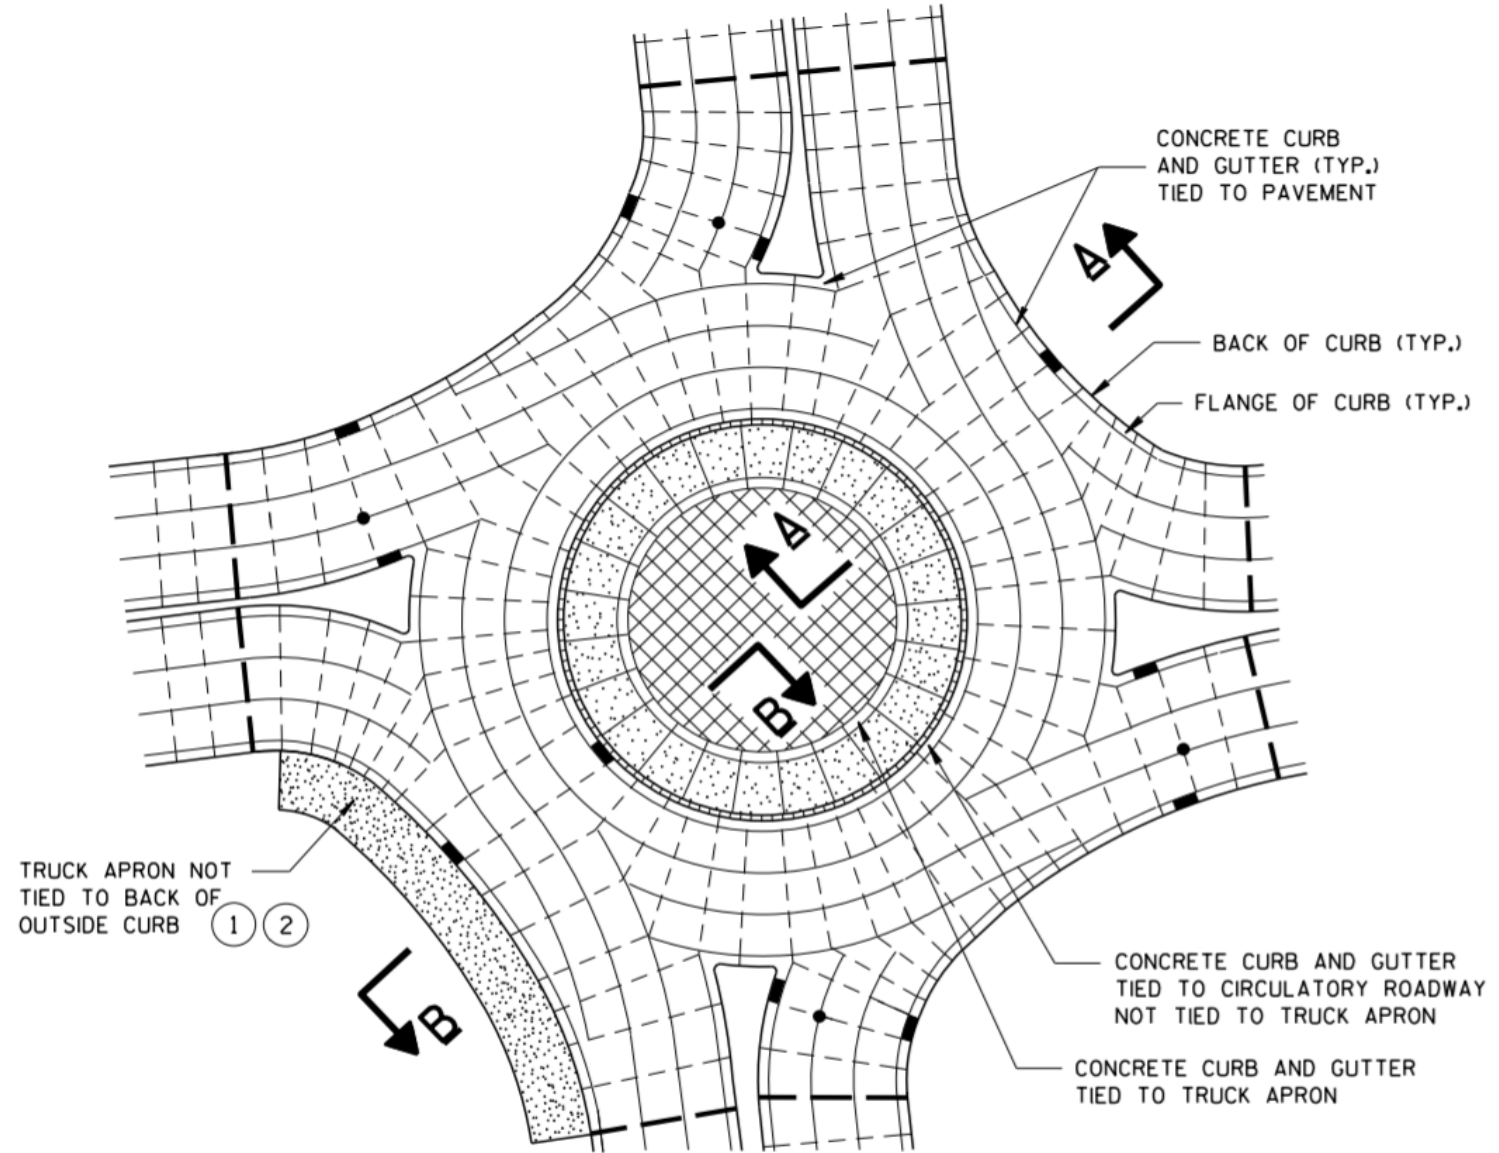 CONCRETE CURB
AND GUTTER (TYP.)
TIED TO PAVEMENT
A
BACK OF CURB (TYP.)
FLANGE OF CURB (TYP.)
A
B
TRUCK APRON NOT
TIED TO BACK OF
OUTSIDE CURB 1 2
B
CONCRETE CURB AND GUTTER
TIED TO CIRCULATORY ROADWAY
NOT TIED TO TRUCK APRON
CONCRETE CURB AND GUTTER
TIED TO TRUCK APRON